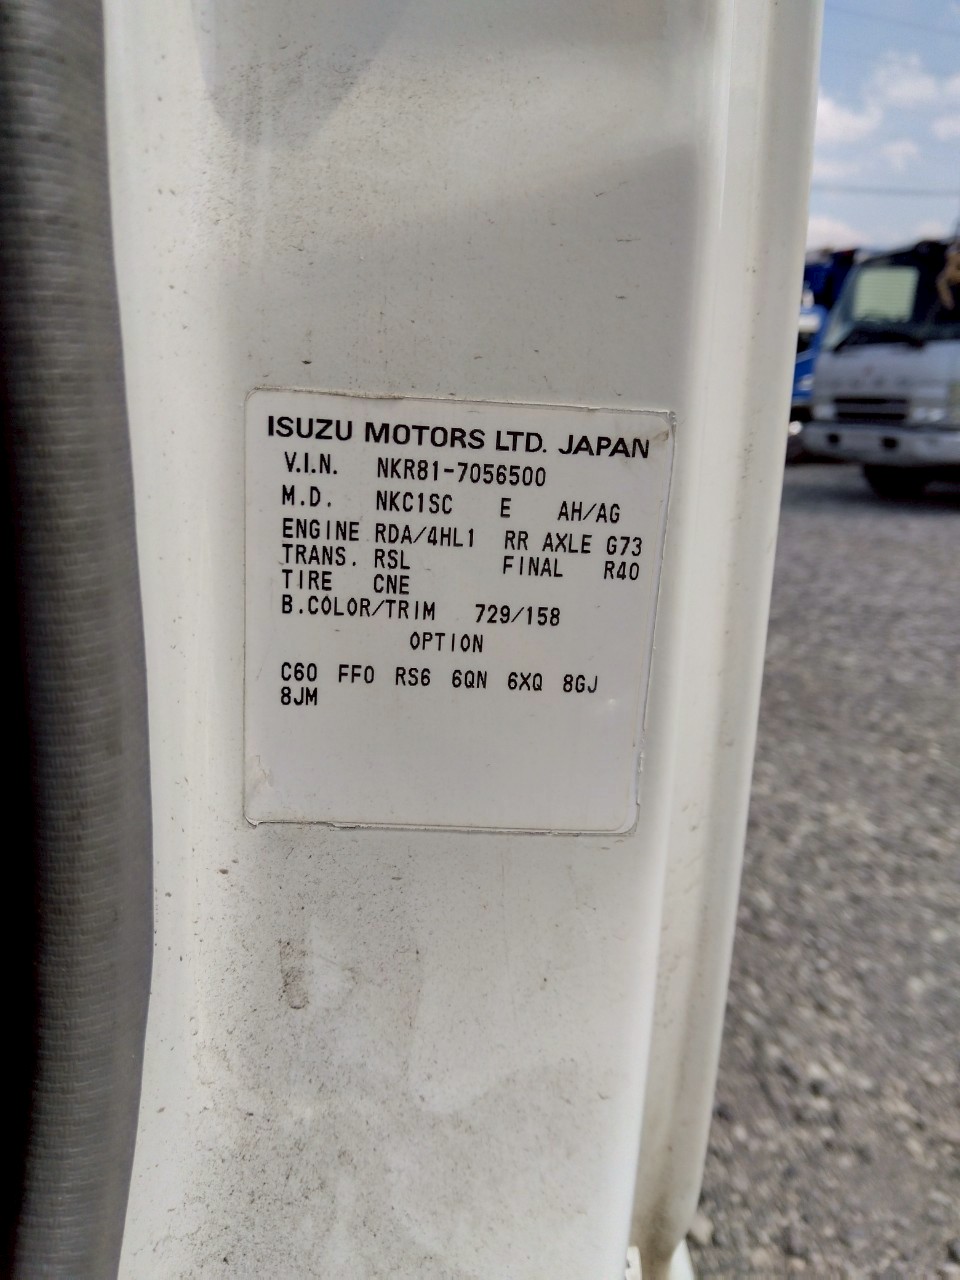 ISUZU MOTORS LTD. JAPAN
V.I.N. NKR81-7056500
M.D. NKC1SC E AH/AG
ENGINE RDA/4HL1 RR AXLE G73
TRANS. RSL FINAL R40
TIRE CNE
B.COLOR/TRIM 729/158
OPTION
C60 FF0 RS6 6QN 6XQ 8GJ
8JM